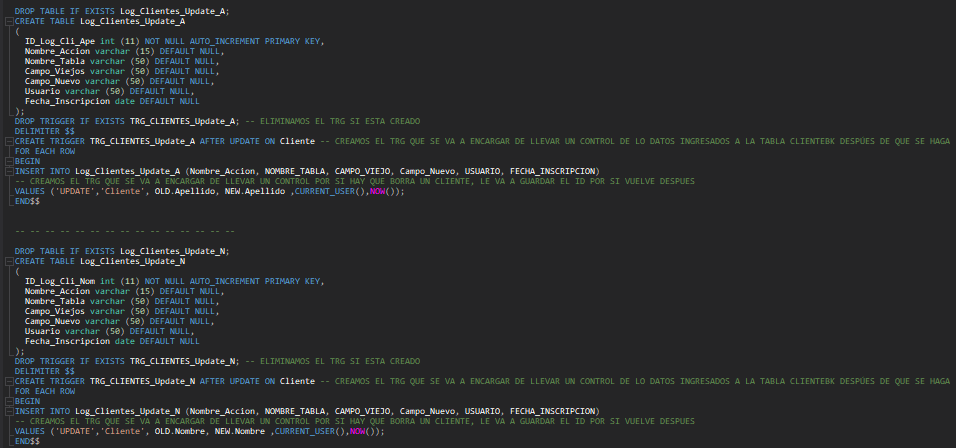 DROP TABLE IF EXISTS Log_Clientes_Update_A;
CREATE TABLE Log_Clientes_Update_A
(
ID_Log_Cli_Ape int (11) NOT NULL AUTO_INCREMENT PRIMARY KEY,
Nombre_Accion varchar (15) DEFAULT NULL,
Nombre_Tabla varchar (50) DEFAULT NULL,
Campo_Viejos varchar (50) DEFAULT NULL,
Campo_Nuevo varchar (50) DEFAULT NULL,
Usuario varchar (50) DEFAULT NULL,
Fecha_Inscripcion date DEFAULT NULL
);
DROP TRIGGER IF EXISTS TRG_CLIENTES_Update_A; -- ELIMINAMOS EL TRG SI ESTA CREADO
DELIMITER $$
CREATE TRIGGER TRG_CLIENTES_Update_A AFTER UPDATE ON Cliente -- CREAMOS EL TRG QUE SE VA A ENCARGAR DE LLEVAR UN CONTROL DE LO DATOS INGRESADOS A LA TABLA CLIENTEBK DESPÚES DE QUE SE HAGA
FOR EACH ROW
BEGIN
INSERT INTO Log_Clientes_Update_A (Nombre_Accion, NOMBRE_TABLA, CAMPO_VIEJO, Campo_Nuevo, USUARIO, FECHA_INSCRIPCION)
-- CREAMOS EL TRG QUE SE VA A ENCARGAR DE LLEVAR UN CONTROL POR SI HAY QUE BORRA UN CLIENTE, LE VA A GUARDAR EL ID POR SI VUELVE DESPUES
VALUES ('UPDATE','Cliente', OLD.Apellido, NEW.Apellido ,CURRENT_USER(),NOW());
END$$
-- -- -- -- -- -- -- -- -- -- -- -- -- -- --
DROP TABLE IF EXISTS Log_Clientes_Update_N;
CREATE TABLE Log_Clientes_Update_N
(
ID_Log_Cli_Nom int (11) NOT NULL AUTO_INCREMENT PRIMARY KEY,
Nombre_Accion varchar (15) DEFAULT NULL,
Nombre_Tabla varchar (50) DEFAULT NULL,
Campo_Viejos varchar (50) DEFAULT NULL,
Campo_Nuevo varchar (50) DEFAULT NULL,
Usuario varchar (50) DEFAULT NULL,
Fecha_Inscripcion date DEFAULT NULL
);
DROP TRIGGER IF EXISTS TRG_CLIENTES_Update_N; -- ELIMINAMOS EL TRG SI ESTA CREADO
DELIMITER $$
CREATE TRIGGER TRG_CLIENTES_Update_N AFTER UPDATE ON Cliente -- CREAMOS EL TRG QUE SE VA A ENCARGAR DE LLEVAR UN CONTROL DE LO DATOS INGRESADOS A LA TABLA CLIENTEBK DESPÚES DE QUE SE HAGA
FOR EACH ROW
BEGIN
INSERT INTO Log_Clientes_Update_N (Nombre_Accion, NOMBRE_TABLA, CAMPO_VIEJO, Campo_Nuevo, USUARIO, FECHA_INSCRIPCION)
-- CREAMOS EL TRG QUE SE VA A ENCARGAR DE LLEVAR UN CONTROL POR SI HAY QUE BORRA UN CLIENTE, LE VA A GUARDAR EL ID POR SI VUELVE DESPUES
VALUES ('UPDATE','Cliente', OLD.Nombre, NEW.Nombre ,CURRENT_USER(),NOW());
END$$